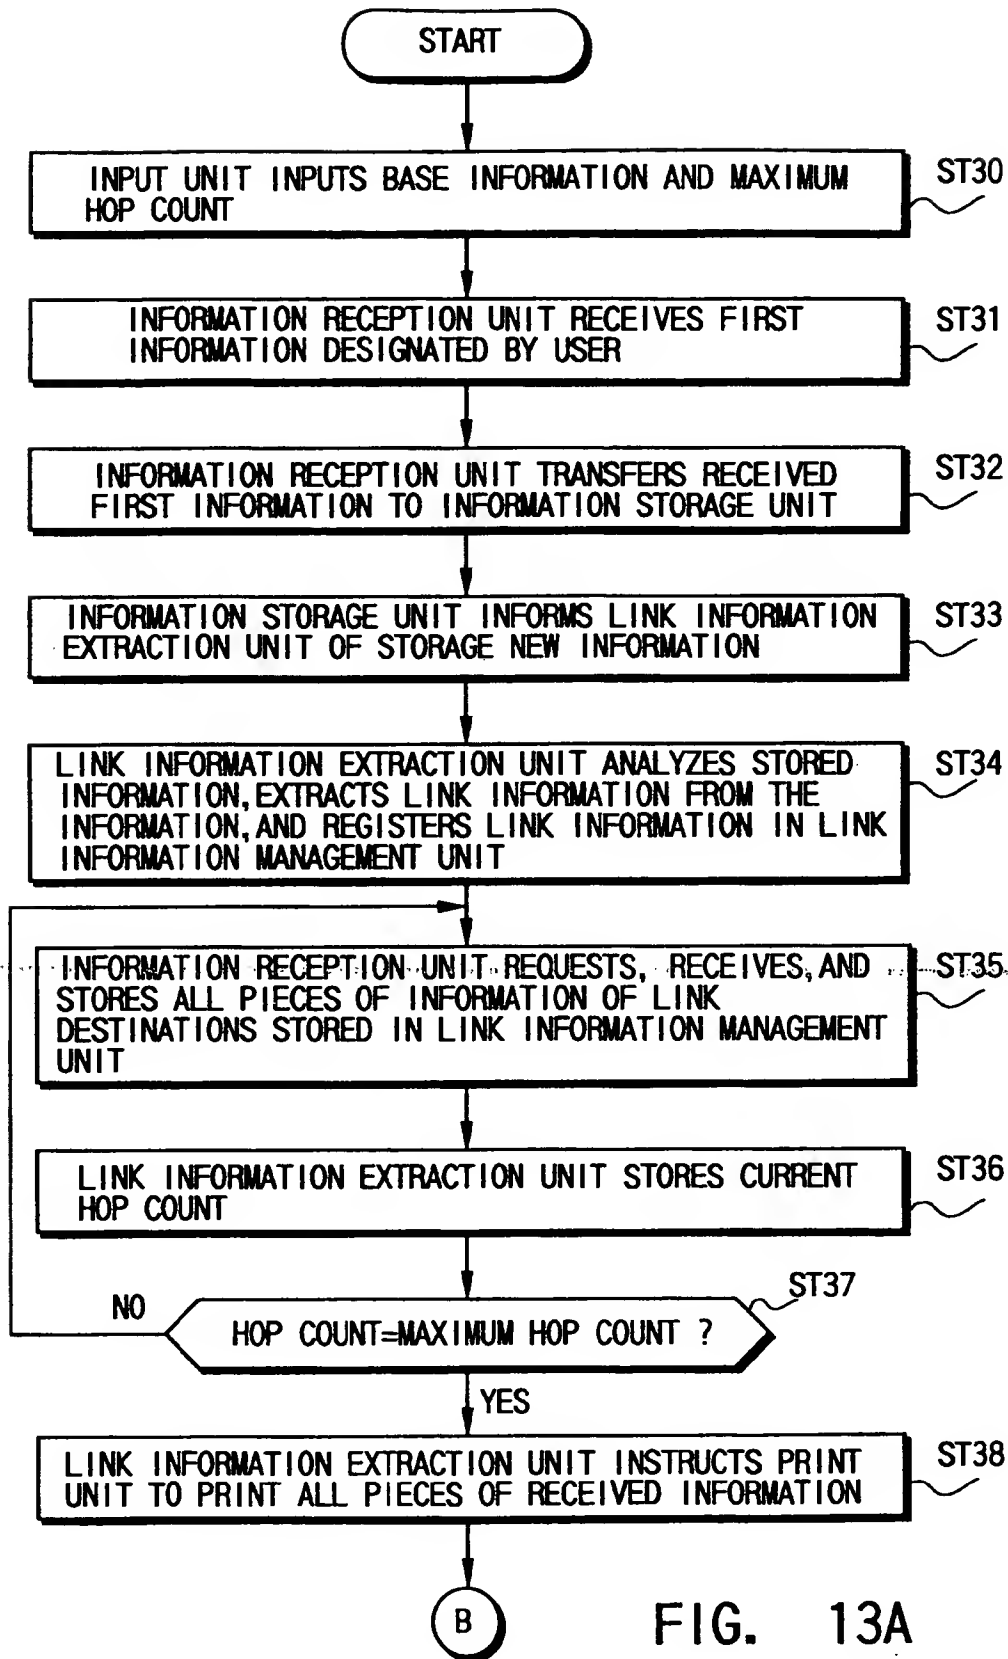 START
INPUT UNIT INPUTS BASE INFORMATION AND MAXIMUM
HOP COUNT
ST30
INFORMATION RECEPTION UNIT RECEIVES FIRST
INFORMATION DESIGNATED BY USER
ST31
INFORMATION RECEPTION UNIT TRANSFERS RECEIVED
FIRST INFORMATION TO INFORMATION STORAGE UNIT
ST32
INFORMATION STORAGE UNIT INFORMS LINK INFORMATION
EXTRACTION UNIT OF STORAGE NEW INFORMATION
ST33
LINK INFORMATION EXTRACTION UNIT ANALYZES STORED
INFORMATION, EXTRACTS LINK INFORMATION FROM THE
INFORMATION, AND REGISTERS LINK INFORMATION IN LINK
INFORMATION MANAGEMENT UNIT
ST34
INFORMATION RECEPTION UNIT REQUESTS, RECEIVES, AND
STORES ALL PIECES OF INFORMATION OF LINK
DESTINATIONS STORED IN LINK INFORMATION MANAGEMENT
UNIT
ST35
LINK INFORMATION EXTRACTION UNIT STORES CURRENT
HOP COUNT
ST36
HOP COUNT=MAXIMUM HOP COUNT ?
ST37
NO
YES
LINK INFORMATION EXTRACTION UNIT INSTRUCTS PRINT
UNIT TO PRINT ALL PIECES OF RECEIVED INFORMATION
ST38
B
FIG. 13A